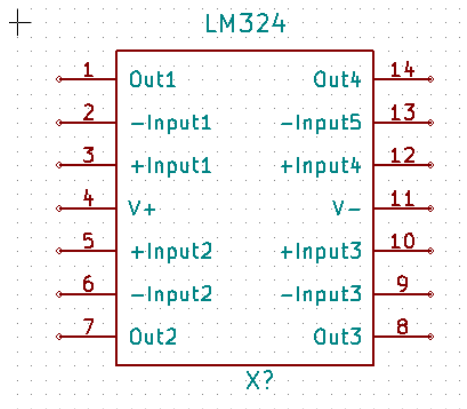 LM324
1 Out1 Out4 14
2 -Input1 -Input5 13
3 +Input1 +Input4 12
4 V+ V- 11
5 +Input2 +Input3 10
6 -Input2 -Input3 9
7 Out2 Out3 8
X?